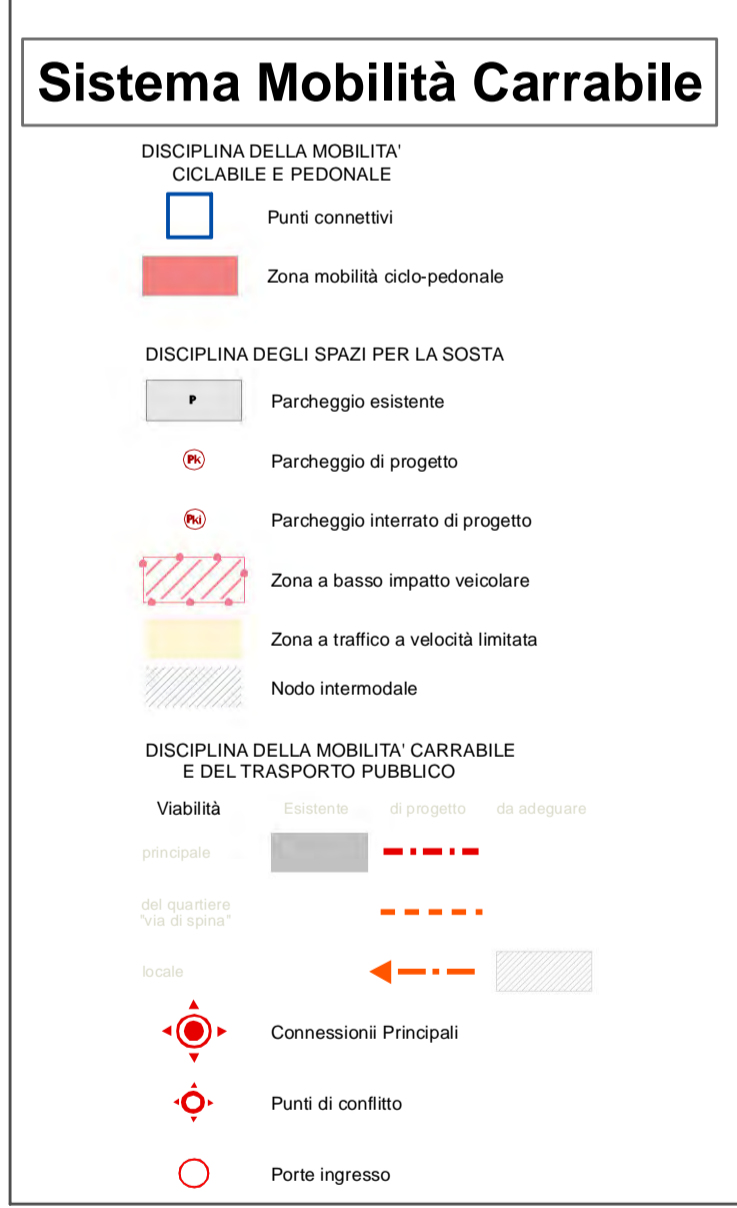 Sistema Mobilità Carrabile
DISCIPLINA DELLA MOBILITA'
CICLABILE E PEDONALE
Punti connettivi
Zona mobilità ciclo-pedonale
DISCIPLINA DEGLI SPAZI PER LA SOSTA
P Parcheggio esistente
Pk Parcheggio di progetto
Pki Parcheggio interrato di progetto
Zona a basso impatto veicolare
Zona a traffico a velocità limitata
Nodo intermodale
DISCIPLINA DELLA MOBILITA' CARRABILE
E DEL TRASPORTO PUBBLICO
Viabilità Esistente di progetto da adeguare
principale
del quartiere
"via di spina"
locale
Connessionii Principali
Punti di conflitto
Porte ingresso